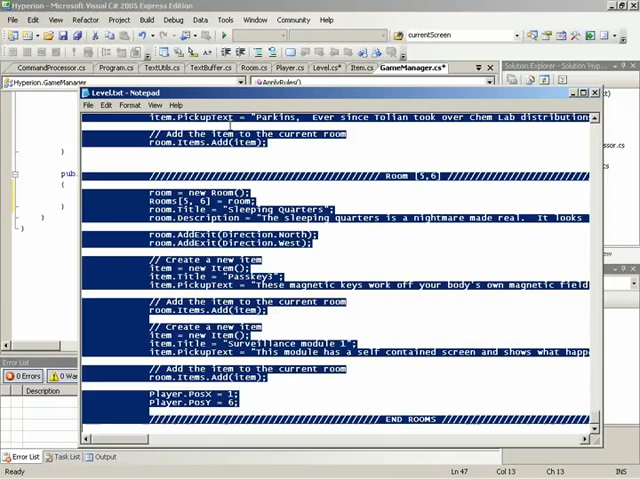 Hyperion - Microsoft Visual C# 2005 Express Edition
File Edit View Refactor Project Build Debug Data Tools Window Community Help
currentScreen
CommandProcessor.cs Program.cs TextUtils.cs TextBuffer.cs Room.cs Player.cs Level.cs* Item.cs GameManager.cs*
Solution Explorer
Hyperion.GameManager
ApplyRules()
Level.txt - Notepad
File Edit Format View Help
item.PickupText = "Parkins, Ever since Tolian took over Chem Lab distribution
// Add the item to the current room
room.Items.Add(item);
}
pub
//////////////////////////////////////////////// Room [5,6]
{
room = new Room();
Rooms[5, 6] = room;
}
room.Title = "Sleeping Quarters";
room.Description = "The sleeping quarters is a nightmare made real. It looks
}
}
room.AddExit(Direction.North);
room.AddExit(Direction.West);
// Create a new item
item = new Item();
item.Title = "Passkey3";
item.PickupText = "These magnetic keys work off your body's own magnetic field
// Add the item to the current room
room.Items.Add(item);
// Create a new item
item = new Item();
item.Title = "Surveillance module 1";
item.PickupText = "This module has a self contained screen and shows what happ
// Add the item to the current room
room.Items.Add(item);
Player.PosX = 1;
Player.PosY = 6;
//////////////////////////////////////////////// END ROOMS
Error List
0 Errors
Description
Error List Task List Output
Ready Ln 47 Col 13 Ch 13 INS